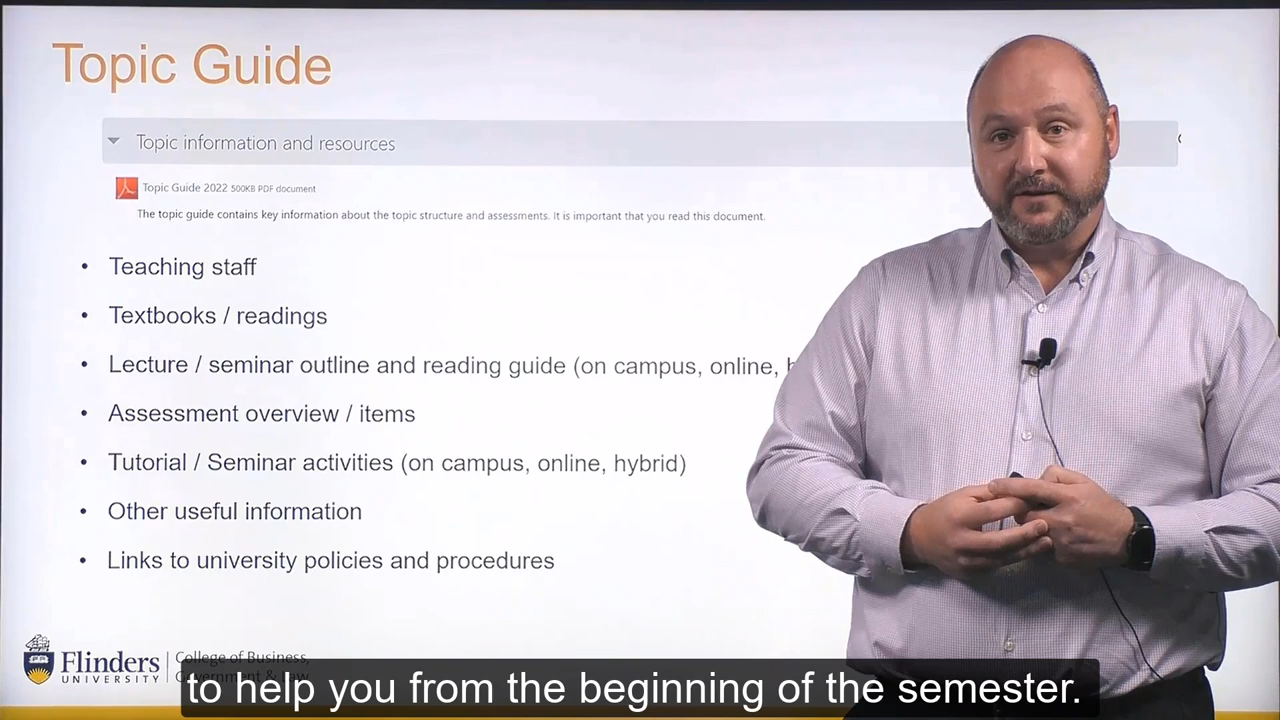 Topic Guide
Topic information and resources
Topic Guide 2022 500KB PDF document
The topic guide contains key information about the topic structure and assessments. It is important that you read this document.
• Teaching staff
• Textbooks / readings
• Lecture / seminar outline and reading guide (on campus, online,
• Assessment overview / items
• Tutorial / Seminar activities (on campus, online, hybrid)
• Other useful information
• Links to university policies and procedures
Flinders
UNIVERSITY
College of Business,
Government & Law
to help you from the beginning of the semester.